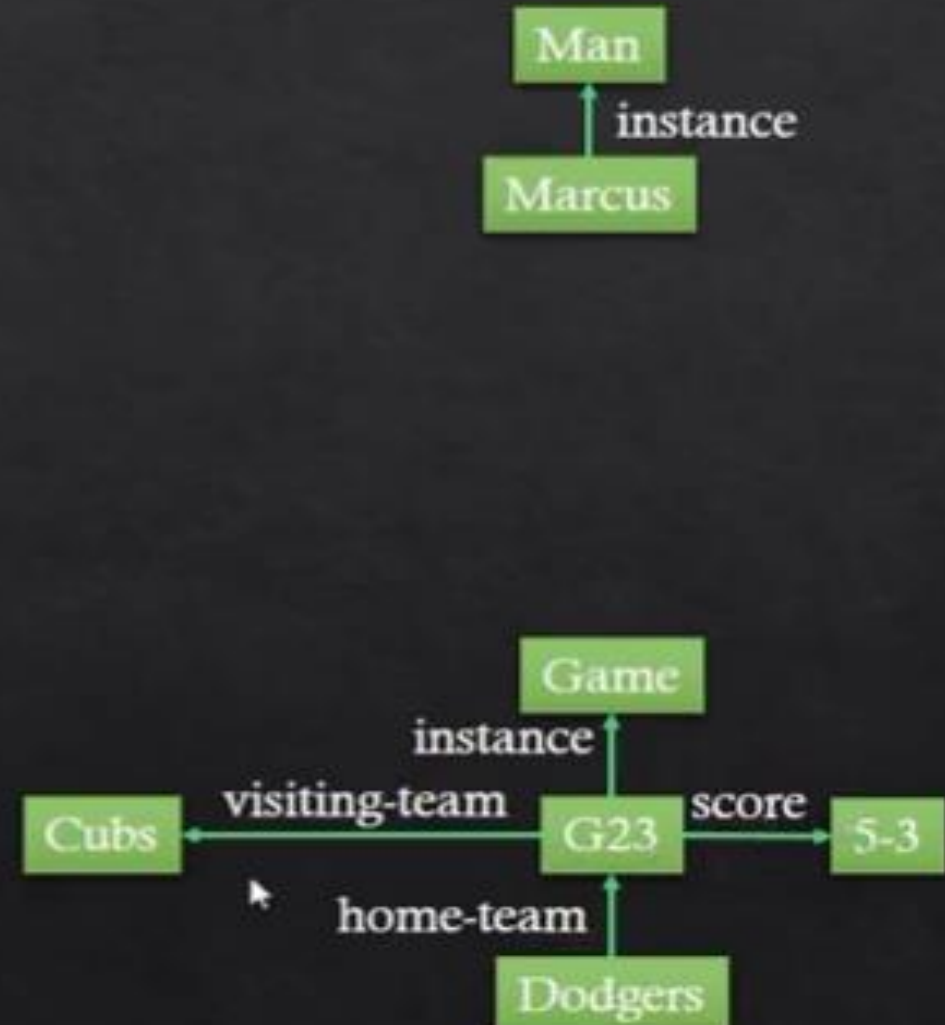 Man
instance
Marcus
Game
instance
visiting-team
score
Cubs
G23
5-3
home-team
Dodgers